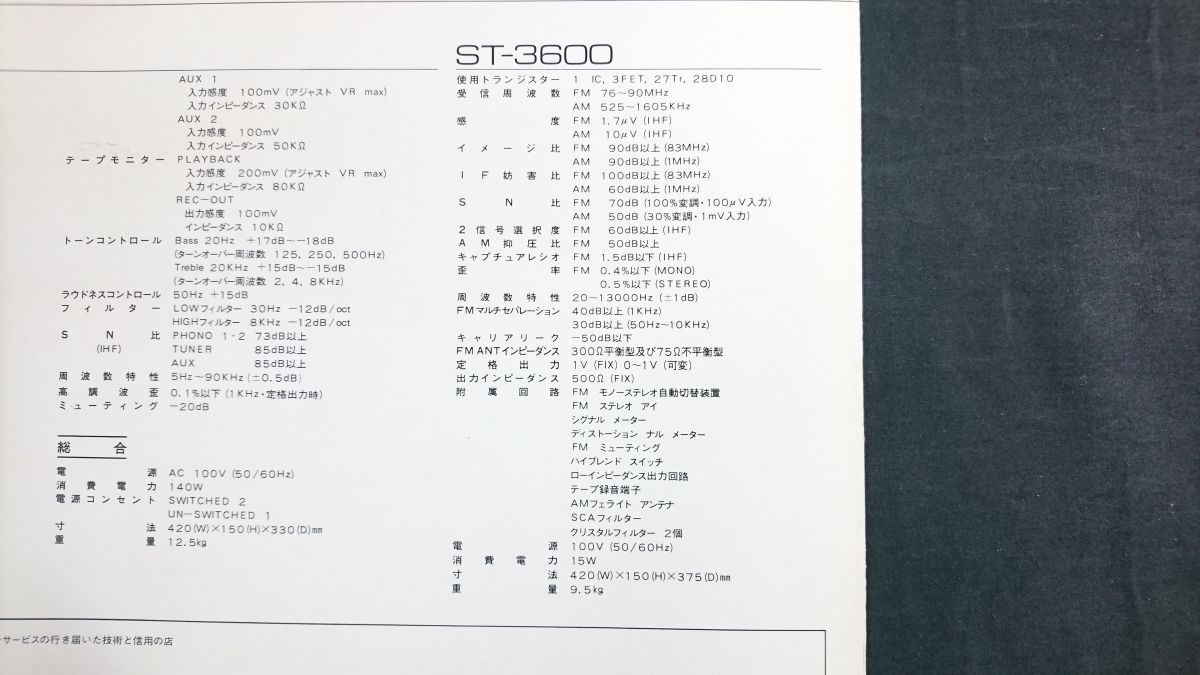 AUX 1
入力感度 100mV (アジャスト VR max)
入力インピーダンス 30KΩ
AUX 2
入力感度 100mV
入力インピーダンス 50KΩ
テープモニター PLAYBACK
入力感度 200mV (アジャスト VR max)
入力インピーダンス 80KΩ
REC-OUT
出力感度 100mV
インピーダンス 10KΩ
トーンコントロール Bass 20Hz +17dB~-18dB
(ターンオーバー周波数 125, 250, 500Hz)
Treble 20KHz +15dB~-15dB
(ターンオーバー周波数 2, 4, 8KHz)
ラウドネスコントロール 50Hz +15dB
フィルター LOWフィルター 30Hz -12dB/oct
HIGHフィルター 8KHz -12dB/oct
SN比 PHONO 1・2 73dB以上
(IHF) TUNER 85dB以上
AUX 85dB以上
周波数特性 5Hz~90KHz (±0.5dB)
高調波歪 0.1%以下 (1KHz・定格出力時)
ミューティング -20dB
総合
電源 AC 100V (50/60Hz)
消費電力 140W
電源コンセント SWITCHED 2
UN-SWITCHED 1
寸法 420(W)×150(H)×330(D)mm
重量 12.5kg
サービスの行き届いた技術と信用の店
ST-3600
使用トランジスター 1 IC, 3FET, 27Tr, 28D10
受信周波数 FM 76~90MHz
AM 525~1605KHz
感度 FM 1.7μV (IHF)
AM 10μV (IHF)
イメージ比 FM 90dB以上 (83MHz)
AM 90dB以上 (1MHz)
IF妨害比 FM 100dB以上 (83MHz)
AM 60dB以上 (1MHz)
SN比 FM 70dB (100%変調・100μV入力)
AM 50dB (30%変調・1mV入力)
2信号選択度 FM 60dB以上 (IHF)
AM抑圧比 FM 50dB以上
キャプチュアレシオ FM 1.5dB以下 (IHF)
歪率 FM 0.4%以下 (MONO)
0.5%以下 (STEREO)
周波数特性 20~13000Hz (±1dB)
FMマルチセパレーション 40dB以上 (1KHz)
30dB以上 (50Hz~10KHz)
キャリアリーク -50dB以下
FMANTインピーダンス 300Ω平衡型及び75Ω不平衡型
定格出力 1V (FIX) 0~1V (可変)
出力インピーダンス 500Ω (FIX)
附属回路 FM モノーステレオ自動切替装置
FM ステレオ アイ
シグナル メーター
ディストーション ナル メーター
FM ミューティング
ハイブレンド スイッチ
ローインピーダンス出力回路
テープ録音端子
AMフェライト アンテナ
SCAフィルター
クリスタルフィルター 2個
電源 100V (50/60Hz)
消費電力 15W
寸法 420(W)×150(H)×375(D)mm
重量 9.5kg